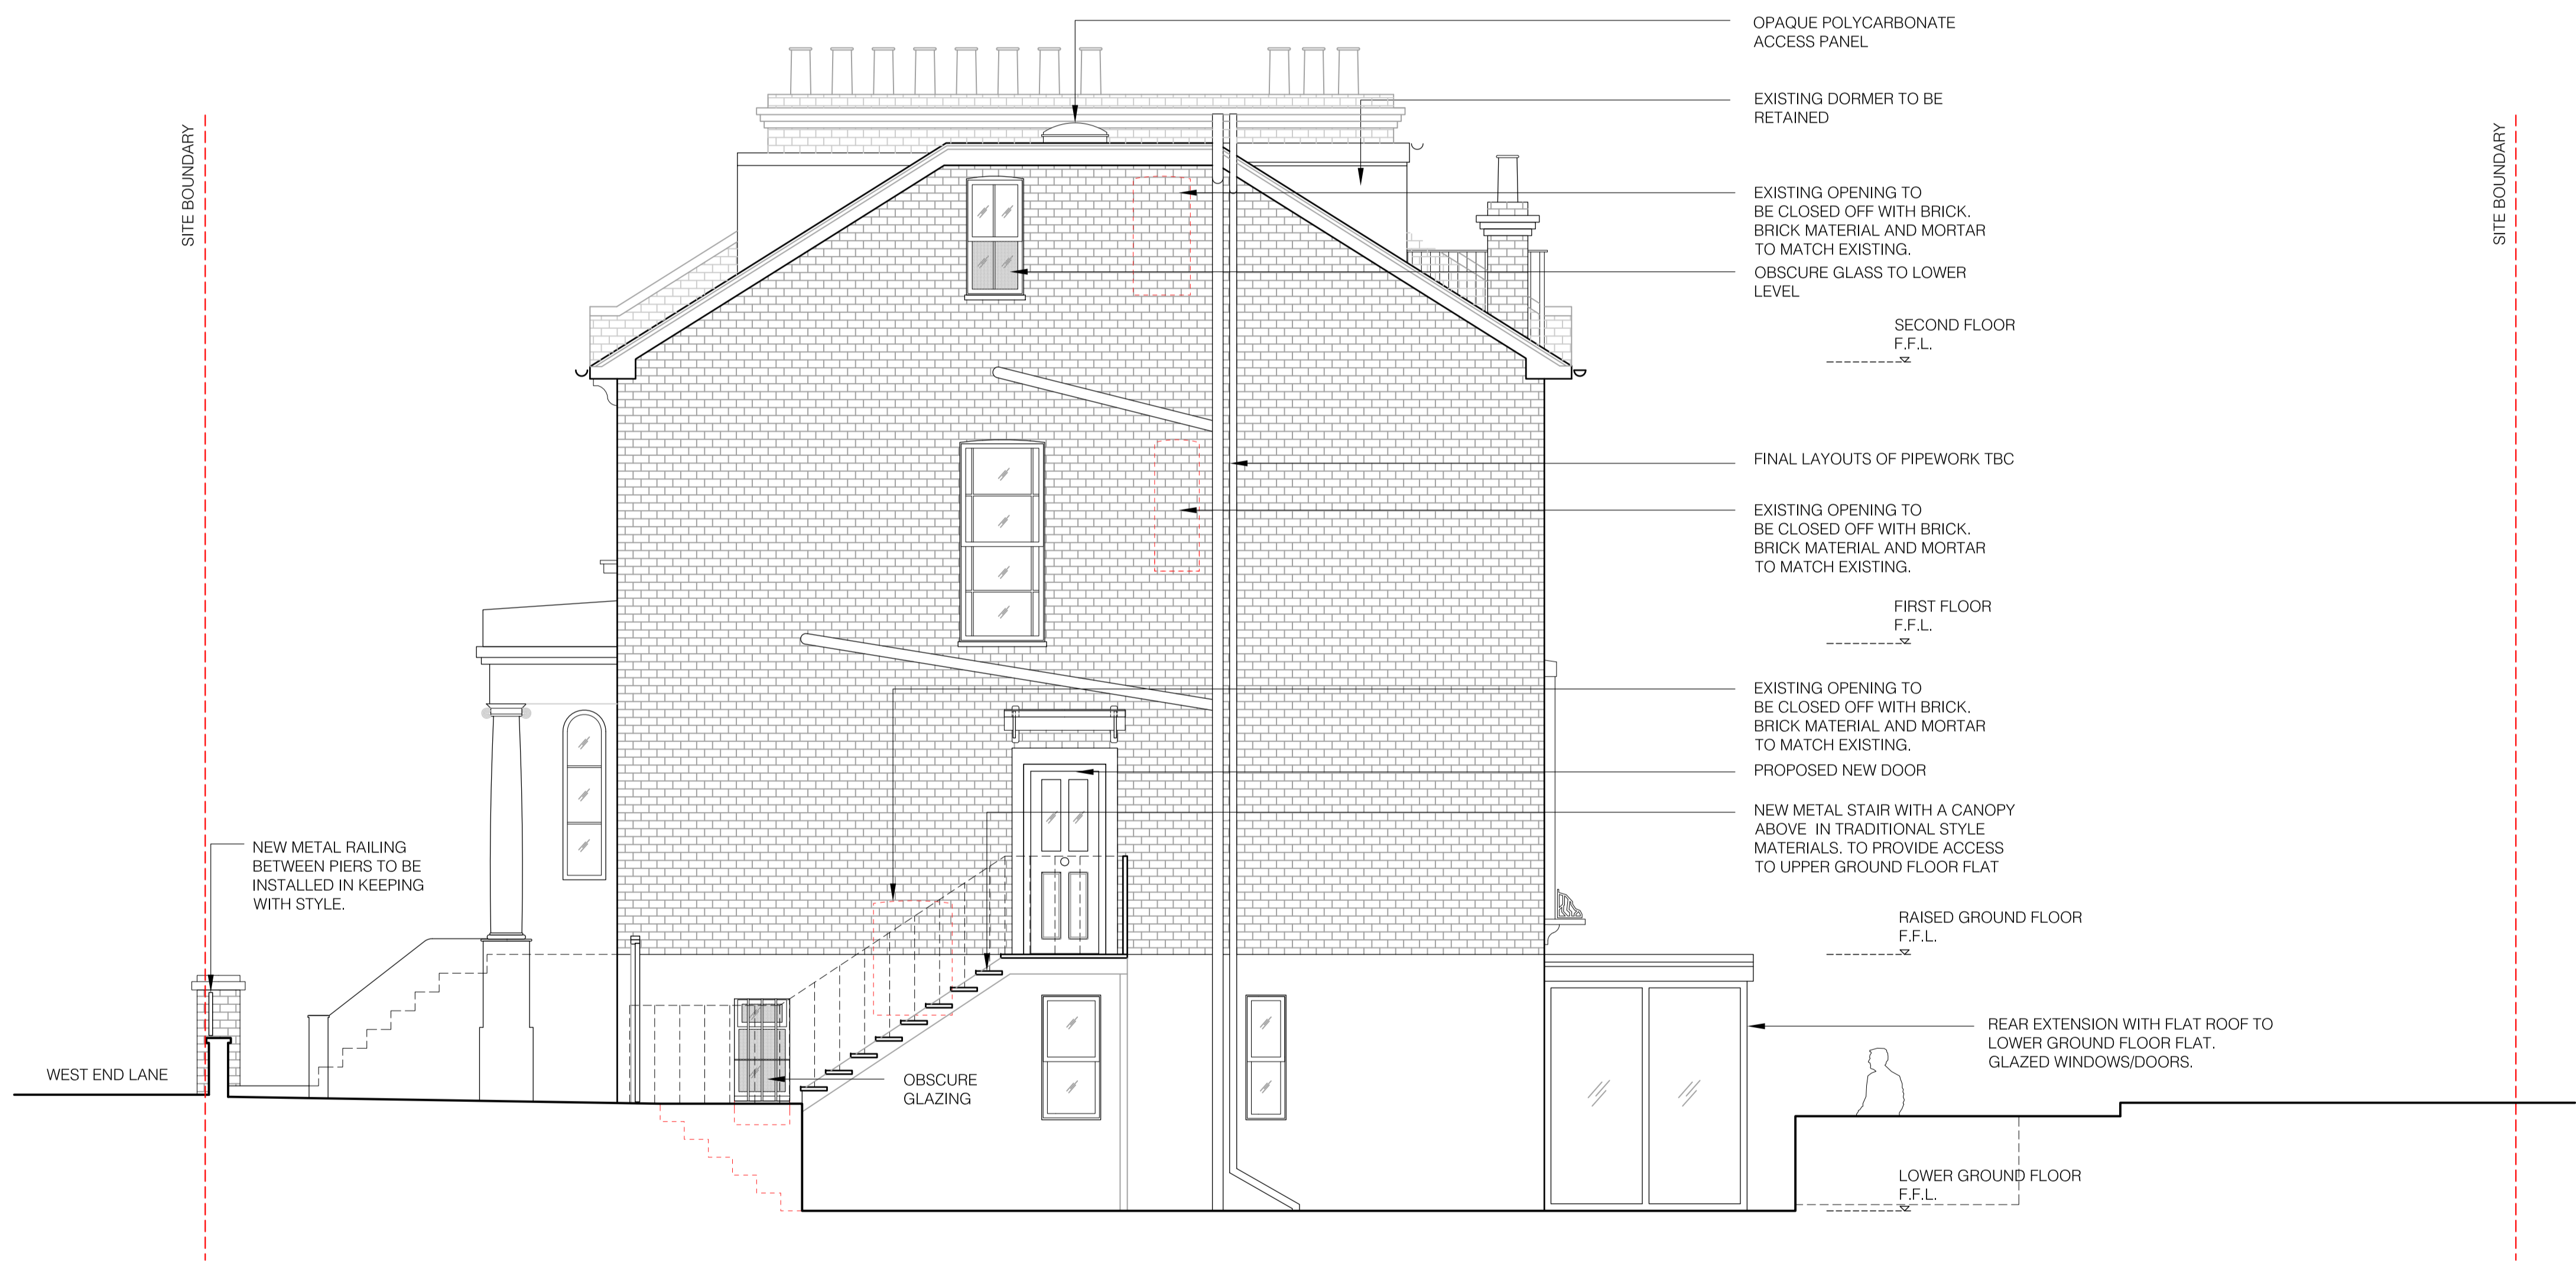 OPAQUE POLYCARBONATE
ACCESS PANEL
EXISTING DORMER TO BE
RETAINED
SITE BOUNDARY
SITE BOUNDARY
EXISTING OPENING TO
BE CLOSED OFF WITH BRICK.
BRICK MATERIAL AND MORTAR
TO MATCH EXISTING.
OBSCURE GLASS TO LOWER
LEVEL
SECOND FLOOR
F.F.L.
FINAL LAYOUTS OF PIPEWORK TBC
EXISTING OPENING TO
BE CLOSED OFF WITH BRICK.
BRICK MATERIAL AND MORTAR
TO MATCH EXISTING.
FIRST FLOOR
F.F.L.
EXISTING OPENING TO
BE CLOSED OFF WITH BRICK.
BRICK MATERIAL AND MORTAR
TO MATCH EXISTING.
PROPOSED NEW DOOR
NEW METAL STAIR WITH A CANOPY
ABOVE IN TRADITIONAL STYLE
MATERIALS. TO PROVIDE ACCESS
TO UPPER GROUND FLOOR FLAT
NEW METAL RAILING
BETWEEN PIERS TO BE
INSTALLED IN KEEPING
WITH STYLE.
RAISED GROUND FLOOR
F.F.L.
REAR EXTENSION WITH FLAT ROOF TO
LOWER GROUND FLOOR FLAT.
GLAZED WINDOWS/DOORS.
WEST END LANE
OBSCURE
GLAZING
LOWER GROUND FLOOR
F.F.L.